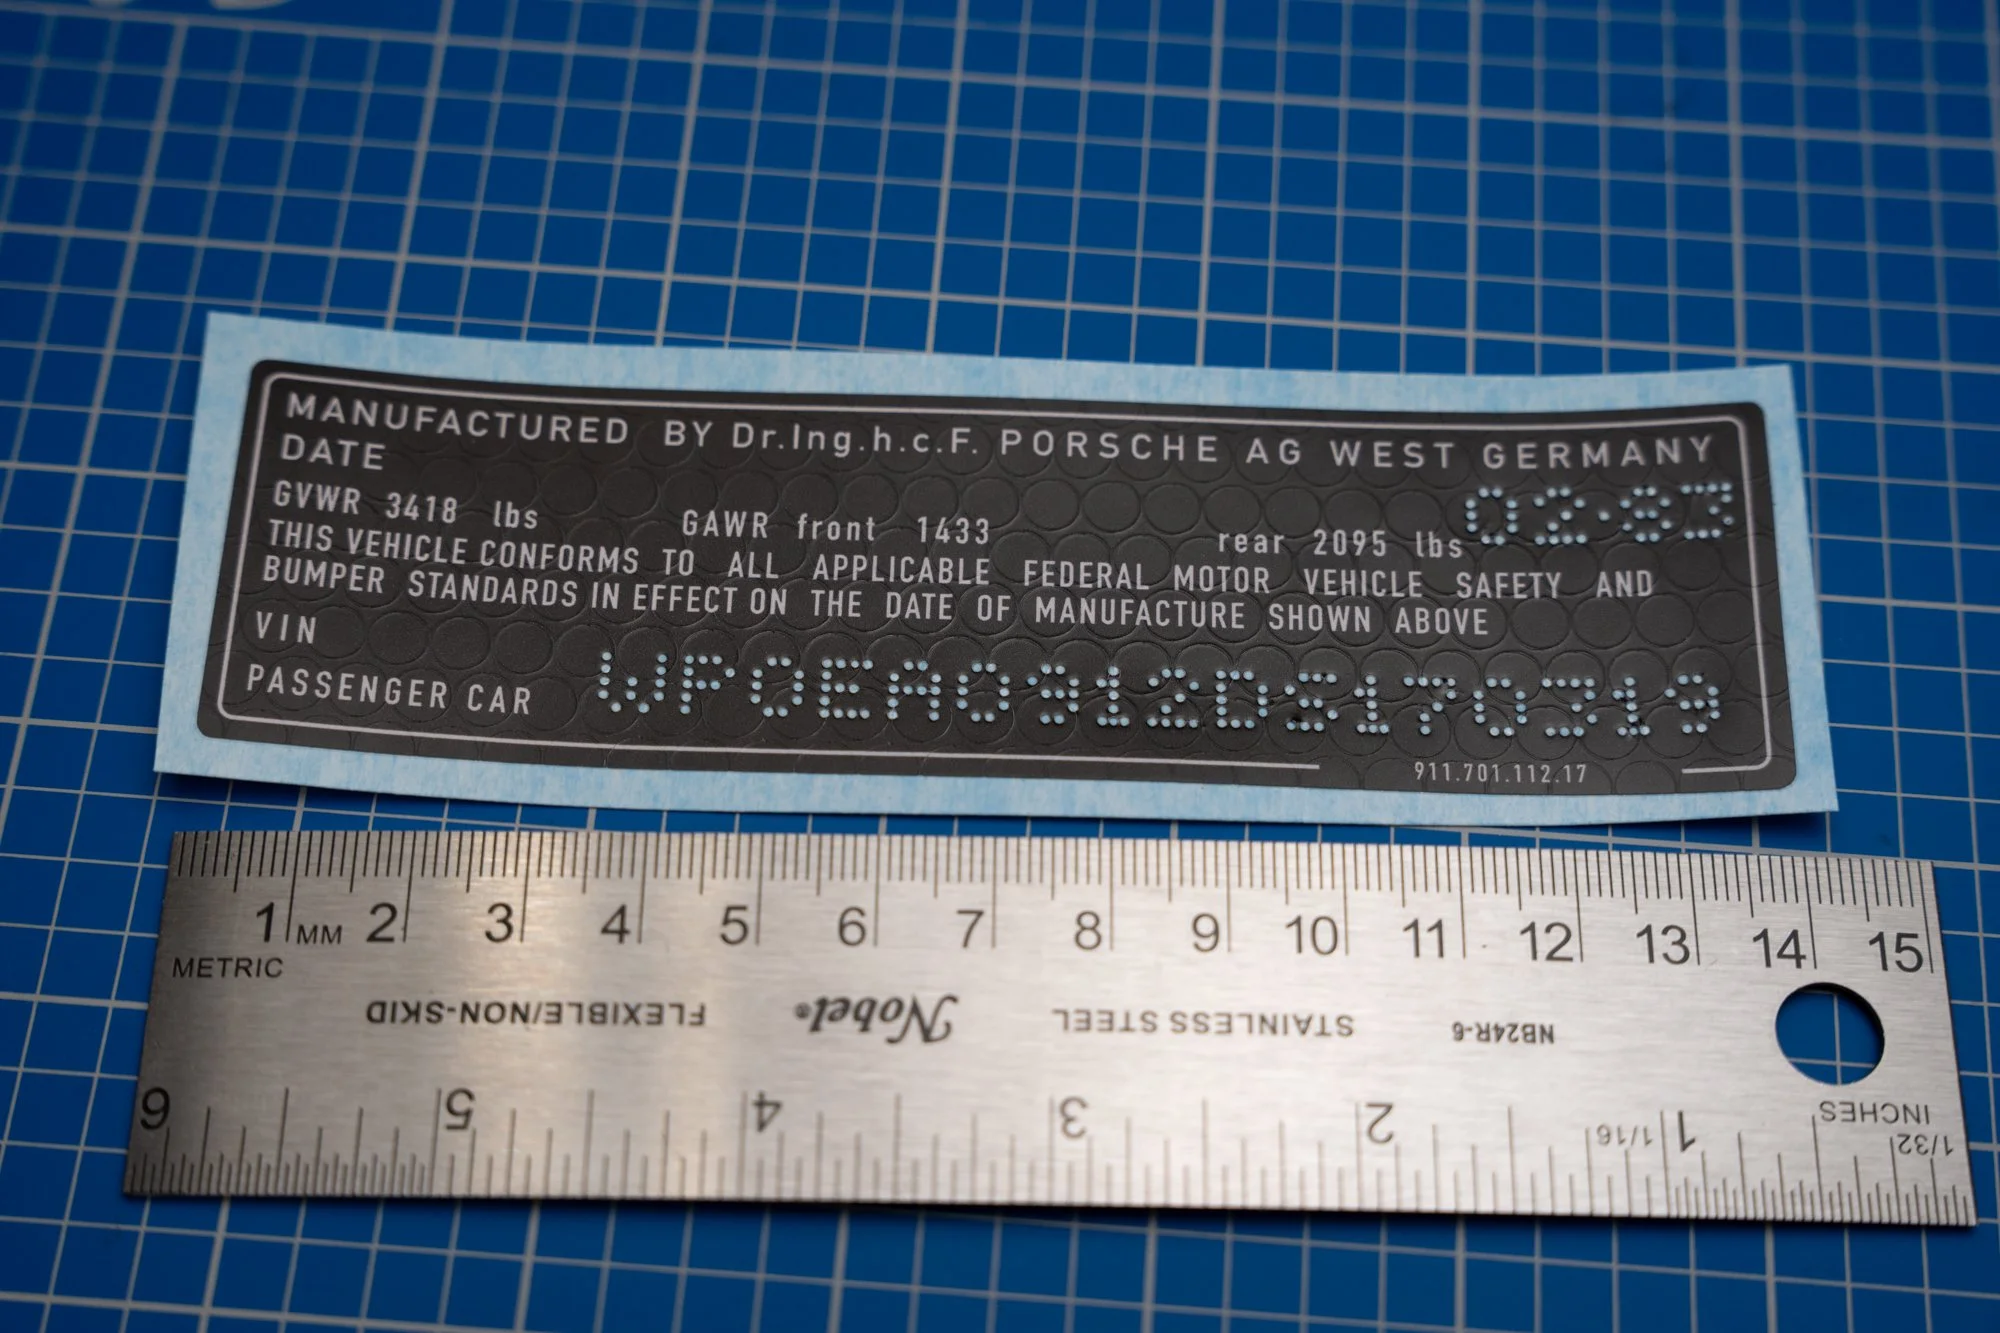 MANUFACTURED BY Dr.Ing.h.c.F. PORSCHE AG WEST GERMANY
DATE 02·83
GVWR 3418 lbs GAWR front 1433 rear 2095 lbs
THIS VEHICLE CONFORMS TO ALL APPLICABLE FEDERAL MOTOR VEHICLE SAFETY AND
BUMPER STANDARDS IN EFFECT ON THE DATE OF MANUFACTURE SHOWN ABOVE
VIN WP0EA0912DS170319
PASSENGER CAR
911.701.112.17
1 MM 2 3 4 5 6 7 8 9 10 11 12 13 14 15
METRIC
FLEXIBLE/NON-SKID Nobel® STAINLESS STEEL NB24R-6
6 5 4 3 2 1 INCHES
1/16 1/32